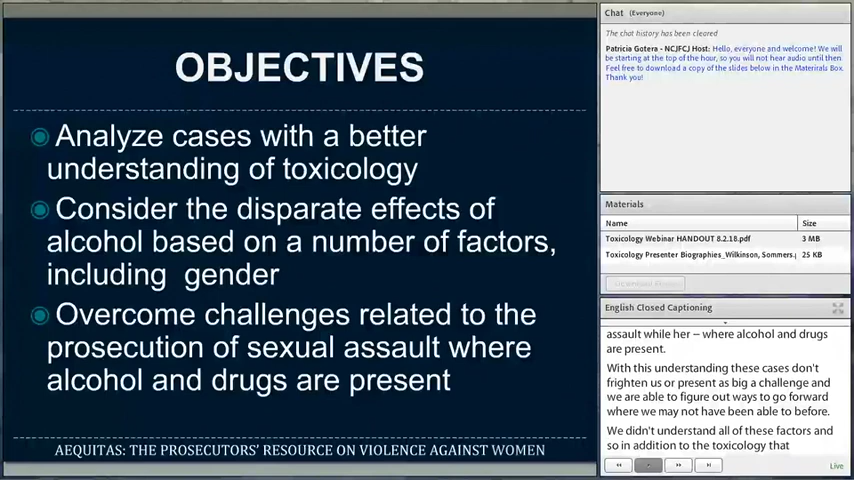 OBJECTIVES
Analyze cases with a better
understanding of toxicology
Consider the disparate effects of
alcohol based on a number of factors,
including gender
Overcome challenges related to the
prosecution of sexual assault where
alcohol and drugs are present
AEQUITAS: THE PROSECUTORS' RESOURCE ON VIOLENCE AGAINST WOMEN
Chat (Everyone)
The chat history has been cleared
Patricia Gotera - NCJFCJ Host: Hello, everyone and welcome! We will
be starting at the top of the hour, so you will not hear audio until then.
Feel free to download a copy of the slides below in the Materials Box.
Thank you!
Materials
Name Size
Toxicology Webinar HANDOUT 8.2.18.pdf 3 MB
Toxicology Presenter Biographies_Wilkinson, Sommers.p 25 KB
English Closed Captioning
assault while her – where alcohol and drugs
are present.
With this understanding these cases don't
frighten us or present as big a challenge and
we are able to figure out ways to go forward
where we may not have been able to before.
We didn't understand all of these factors and
so in addition to the toxicology that
Live